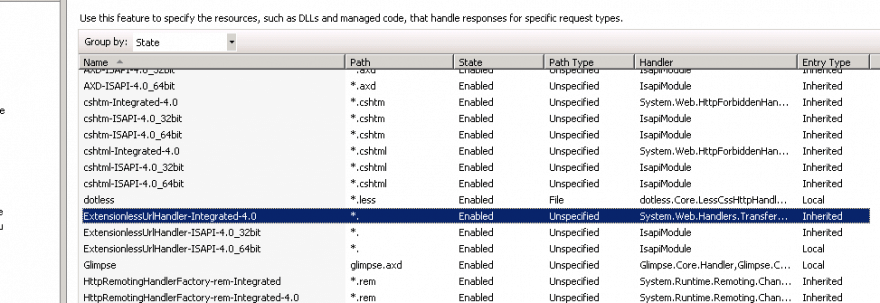 Use this feature to specify the resources, such as DLLs and managed code, that handle responses for specific request types.
Group by: State
Name Path State Path Type Handler Entry Type
AXD-ISAPI-4.0_32bit *.axd Enabled Unspecified IsapiModule Inherited
AXD-ISAPI-4.0_64bit *.axd Enabled Unspecified IsapiModule Inherited
cshtm-Integrated-4.0 *.cshtm Enabled Unspecified System.Web.HttpForbiddenHan... Inherited
cshtm-ISAPI-4.0_32bit *.cshtm Enabled Unspecified IsapiModule Inherited
cshtm-ISAPI-4.0_64bit *.cshtm Enabled Unspecified IsapiModule Inherited
cshtml-Integrated-4.0 *.cshtml Enabled Unspecified System.Web.HttpForbiddenHan... Inherited
cshtml-ISAPI-4.0_32bit *.cshtml Enabled Unspecified IsapiModule Inherited
cshtml-ISAPI-4.0_64bit *.cshtml Enabled Unspecified IsapiModule Inherited
dotless *.less Enabled File dotless.Core.LessCssHttpHandl... Local
ExtensionlessUrlHandler-Integrated-4.0 *. Enabled Unspecified System.Web.Handlers.Transfer... Inherited
ExtensionlessUrlHandler-ISAPI-4.0_32bit *. Enabled Unspecified IsapiModule Inherited
ExtensionlessUrlHandler-ISAPI-4.0_64bit *. Enabled Unspecified IsapiModule Local
Glimpse glimpse.axd Enabled Unspecified Glimpse.Core.Handler,Glimpse.C... Local
HttpRemotingHandlerFactory-rem-Integrated *.rem Enabled Unspecified System.Runtime.Remoting.Chan... Inherited
HttpRemotingHandlerFactory-rem-Integrated-4.0 *.rem Enabled Unspecified System.Runtime.Remoting.Chan... Inherited